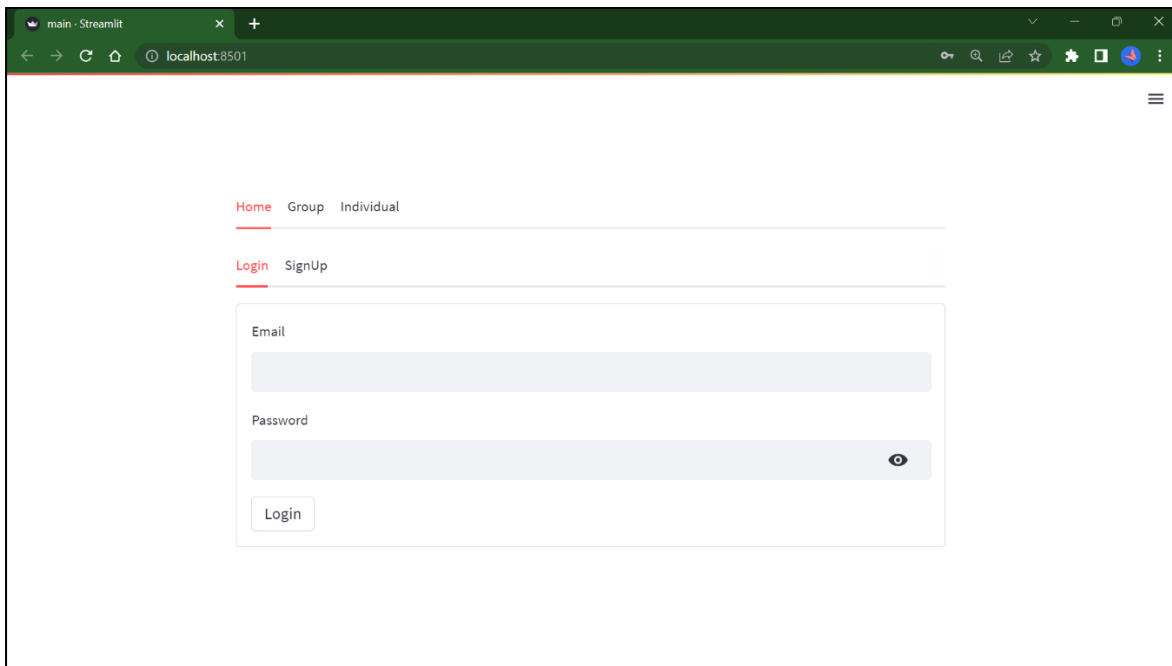 main · Streamlit
localhost:8501
Home Group Individual
Login SignUp
Email
Password
Login